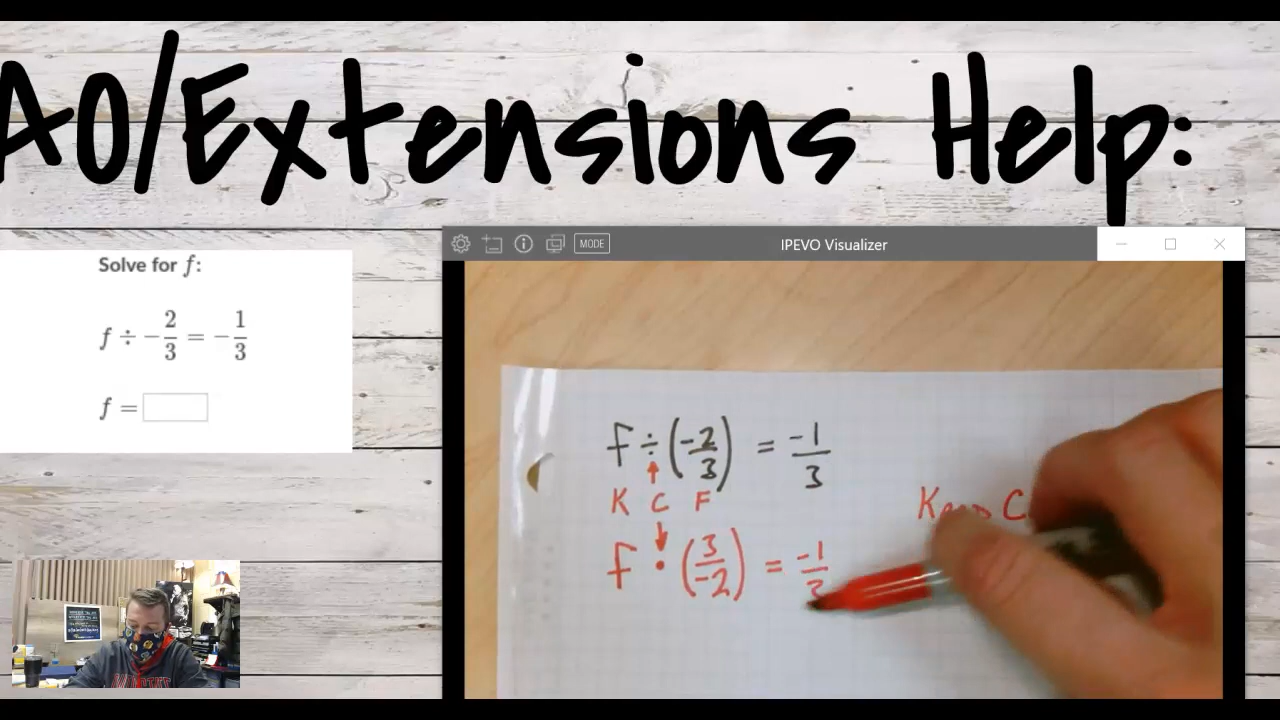 AO/Extensions Help:
MODE
IPEVO Visualizer
Solve for f:
f ÷ −2/3 = −1/3
f =
f ÷ (-2/3) = -1/3
K C F
f · (3/-2) = -1/3